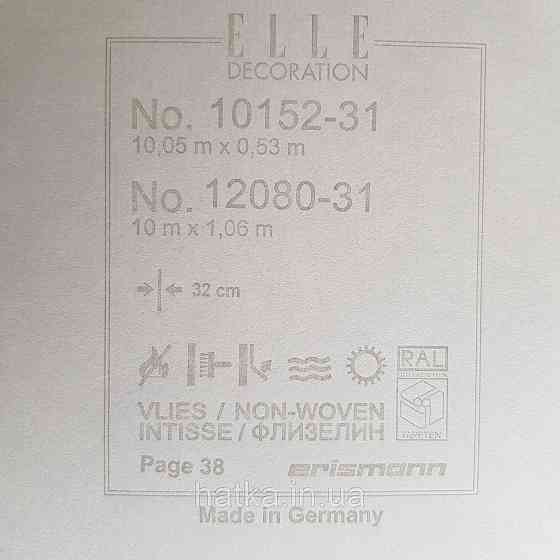 ELLE
DECORATION
No. 10152-31
10,05 m x 0,53 m
No. 12080-31
10 m x 1,06 m
32 cm
RAL
VLIES / NON-WOVEN
INTISSE / ФЛИЗЕЛИН
Page 38 erismann
hatka.in.ua
Made in Germany